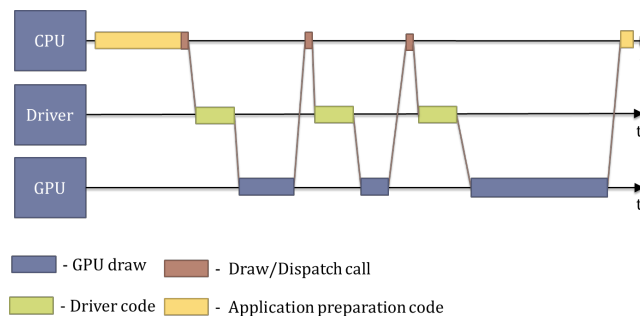 CPU
Driver
t
GPU
t
- GPU draw
- Draw/Dispatch call
- Driver code
- Application preparation code